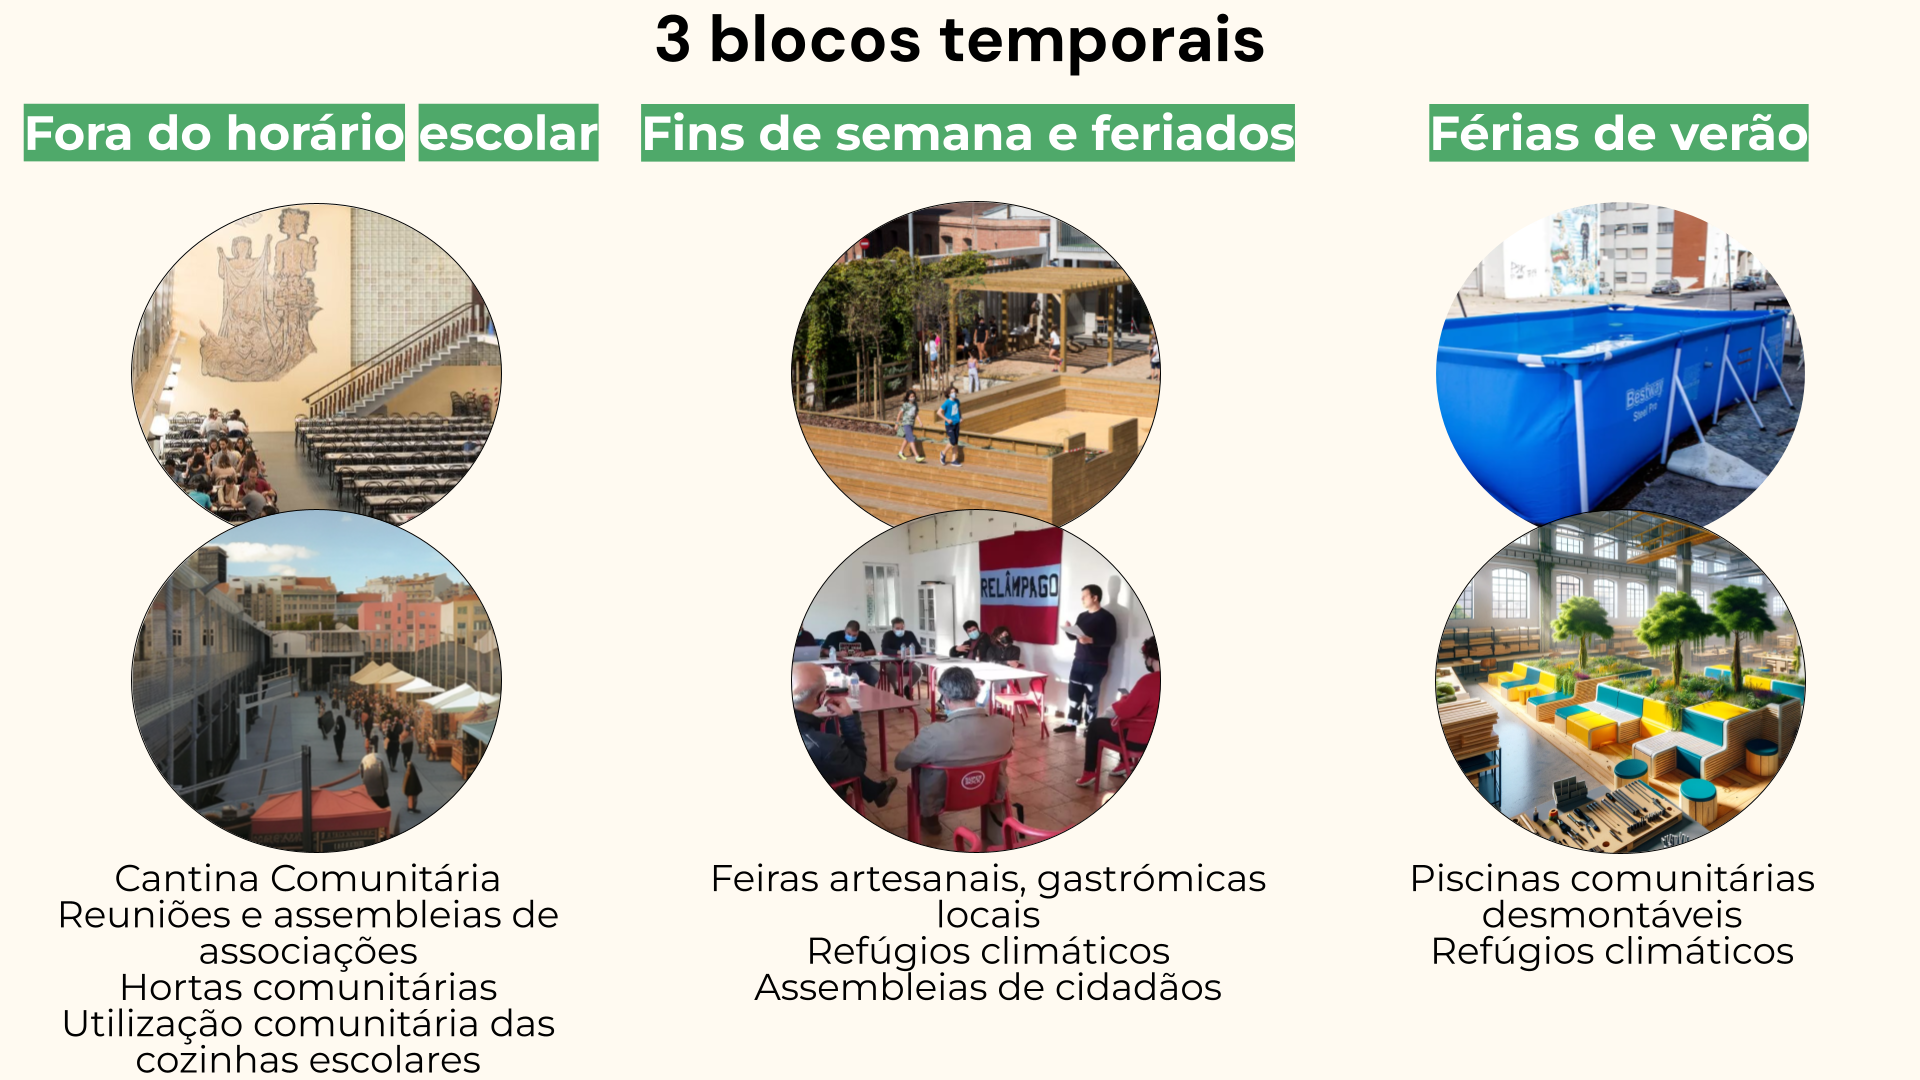 3 blocos temporais
Fora do horário escolar
Fins de semana e feriados
Férias de verão
Bestway
Steel Pro
RELÂMPAGO
Cantina Comunitária
Reuniões e assembleias de
associações
Hortas comunitárias
Utilização comunitária das
cozinhas escolares
Feiras artesanais, gastrómicas
locais
Refúgios climáticos
Assembleias de cidadãos
Piscinas comunitárias
desmontáveis
Refúgios climáticos